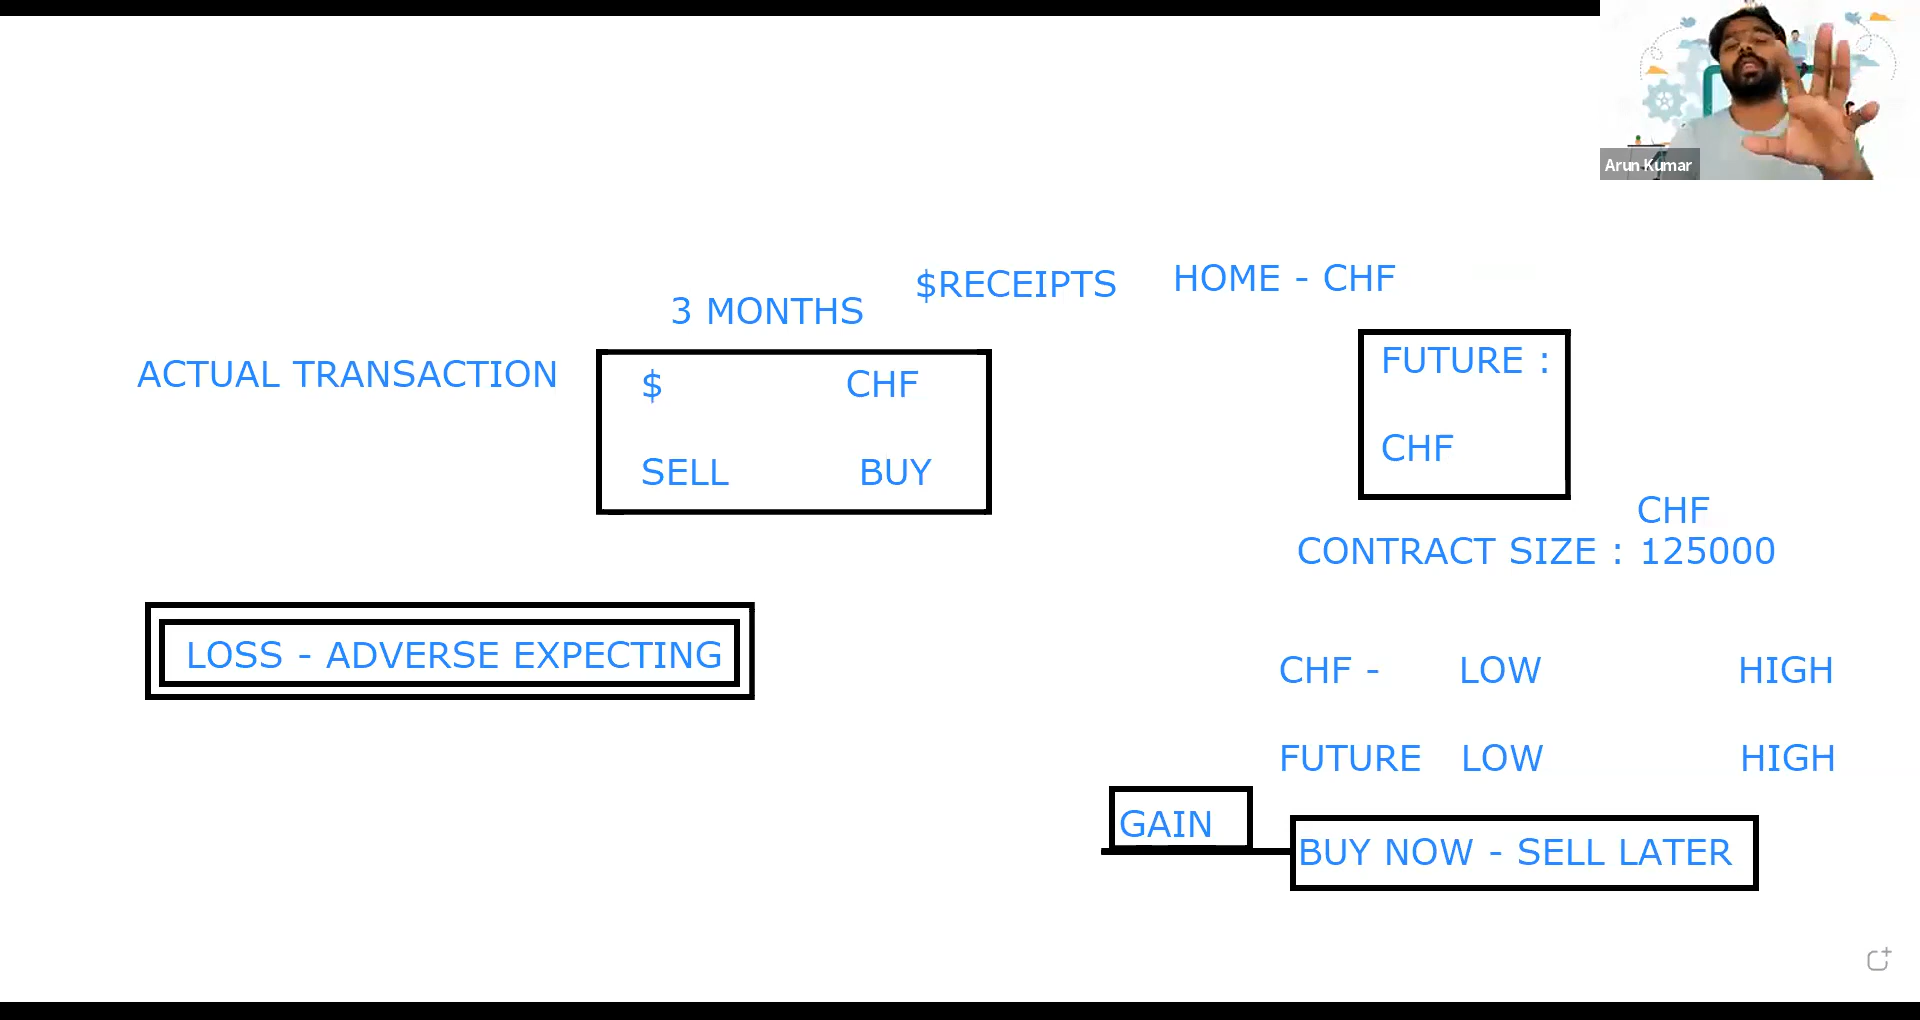 Arun Kumar
$RECEIPTS HOME - CHF
3 MONTHS
ACTUAL TRANSACTION
$ CHF
SELL BUY
FUTURE :
CHF
CHF
CONTRACT SIZE : 125000
LOSS - ADVERSE EXPECTING
CHF - LOW HIGH
FUTURE LOW HIGH
GAIN
BUY NOW - SELL LATER